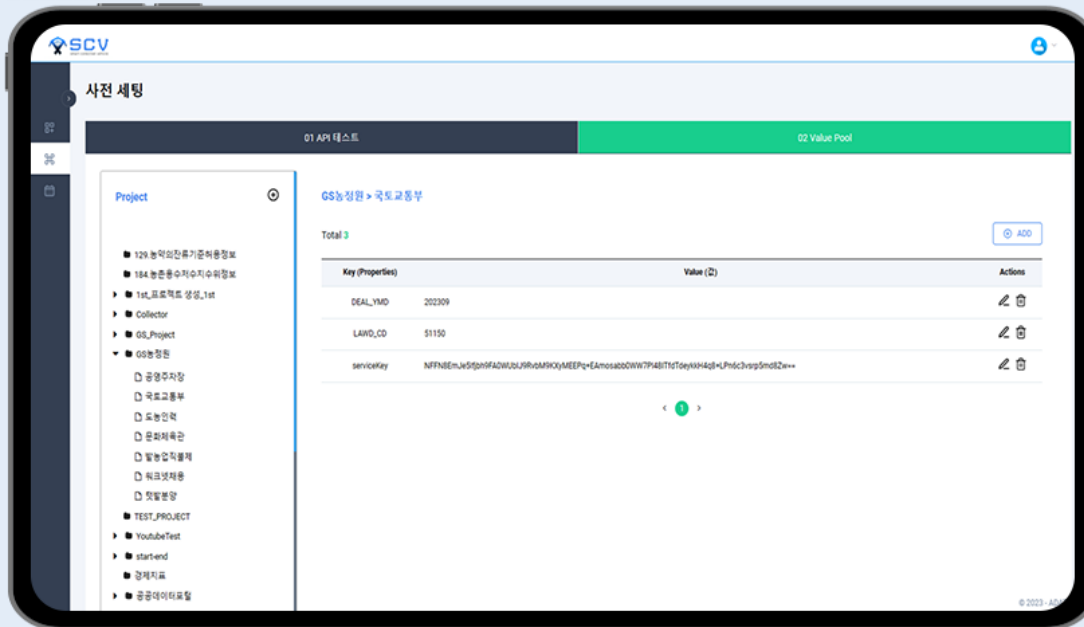 SCV
사전 세팅
01 API 테스트
02 Value Pool
Project
GS농정원 > 국토교통부
Total 3
ADD
Key (Properties)
Value (값)
Actions
DEAL_YMD
202309
LAWD_CD
51150
serviceKey
1
129.농약의잔류기준허용정보
184.농촌용수저수지수위정보
1st_프로젝트 생성_1st
Collector
GS_Project
GS농정원
공영주차장
국토교통부
도농인력
문화체육관
밭농업직불제
워크넷채용
텃밭분양
TEST_PROJECT
YoutubeTest
start-end
경제지표
공공데이터포털
© 2023 -